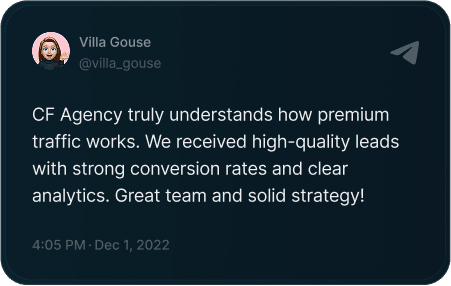 Villa Gouse
@villa_gouse
CF Agency truly understands how premium
traffic works. We received high-quality leads
with strong conversion rates and clear
analytics. Great team and solid strategy!
4:05 PM · Dec 1, 2022